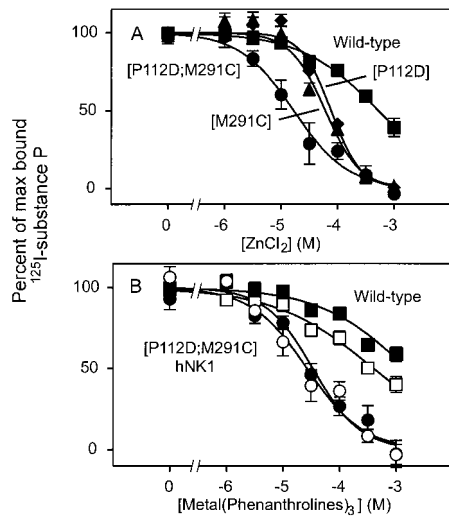 A
Wild-type
[P112D;M291C]
[P112D]
[M291C]
100
50
0
0 -6 -5 -4 -3
[ZnCl2] (M)
Percent of max bound
125I-substance P
B
Wild-type
[P112D;M291C]
hNK1
100
50
0
0 -6 -5 -4 -3
[Metal(Phenanthrolines)3] (M)